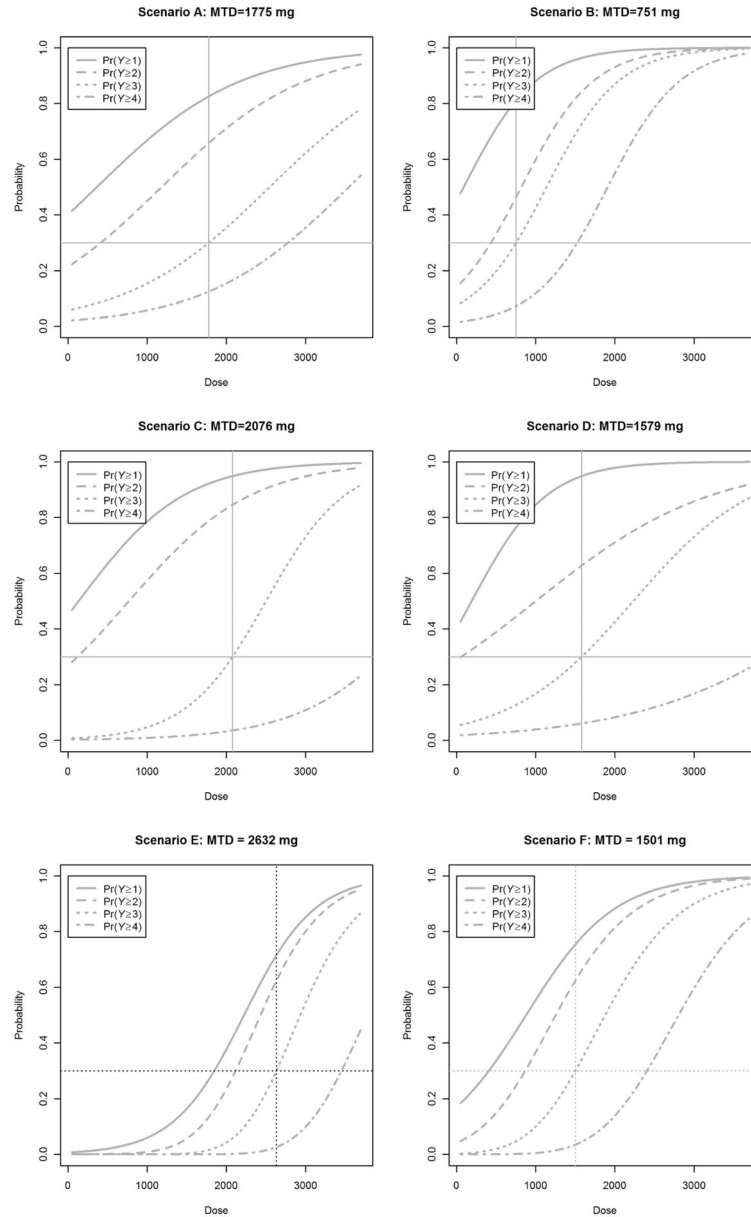 Scenario A: MTD=1775 mg
Pr(Y≥1)
Pr(Y≥2)
Pr(Y≥3)
Pr(Y≥4)
Probability
0.0 0.2 0.4 0.6 0.8 1.0
0 1000 2000 3000
Dose
Scenario B: MTD=751 mg
Pr(Y≥1)
Pr(Y≥2)
Pr(Y≥3)
Pr(Y≥4)
Probability
0.0 0.2 0.4 0.6 0.8 1.0
0 1000 2000 3000
Dose
Scenario C: MTD=2076 mg
Pr(Y≥1)
Pr(Y≥2)
Pr(Y≥3)
Pr(Y≥4)
Probability
0.0 0.2 0.4 0.6 0.8 1.0
0 1000 2000 3000
Dose
Scenario D: MTD=1579 mg
Pr(Y≥1)
Pr(Y≥2)
Pr(Y≥3)
Pr(Y≥4)
Probability
0.0 0.2 0.4 0.6 0.8 1.0
0 1000 2000 3000
Dose
Scenario E: MTD = 2632 mg
Pr(Y≥1)
Pr(Y≥2)
Pr(Y≥3)
Pr(Y≥4)
Probability
0.0 0.2 0.4 0.6 0.8 1.0
0 1000 2000 3000
Dose
Scenario F: MTD = 1501 mg
Pr(Y≥1)
Pr(Y≥2)
Pr(Y≥3)
Pr(Y≥4)
Probability
0.0 0.2 0.4 0.6 0.8 1.0
0 1000 2000 3000
Dose